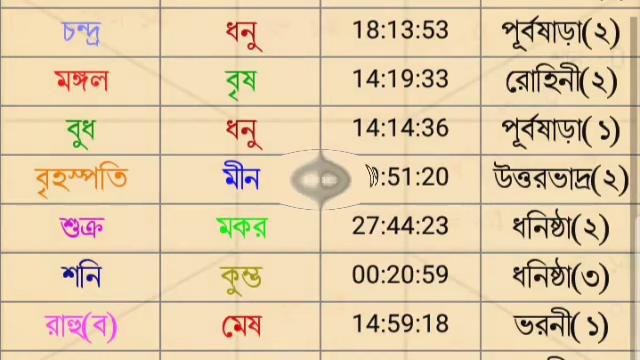 চন্দ্র ধনু 18:13:53 পূর্বষাড়া(২)
মঙ্গল বৃষ 14:19:33 রোহিনী(২)
বুধ ধনু 14:14:36 পূর্বষাড়া(১)
বৃহস্পতি মীন :51:20 উত্তরভাদ্র(২)
শুক্র মকর 27:44:23 ধনিষ্ঠা(২)
শনি কুম্ভ 00:20:59 ধনিষ্ঠা(৩)
রাহু(ব) মেষ 14:59:18 ভরনী(১)